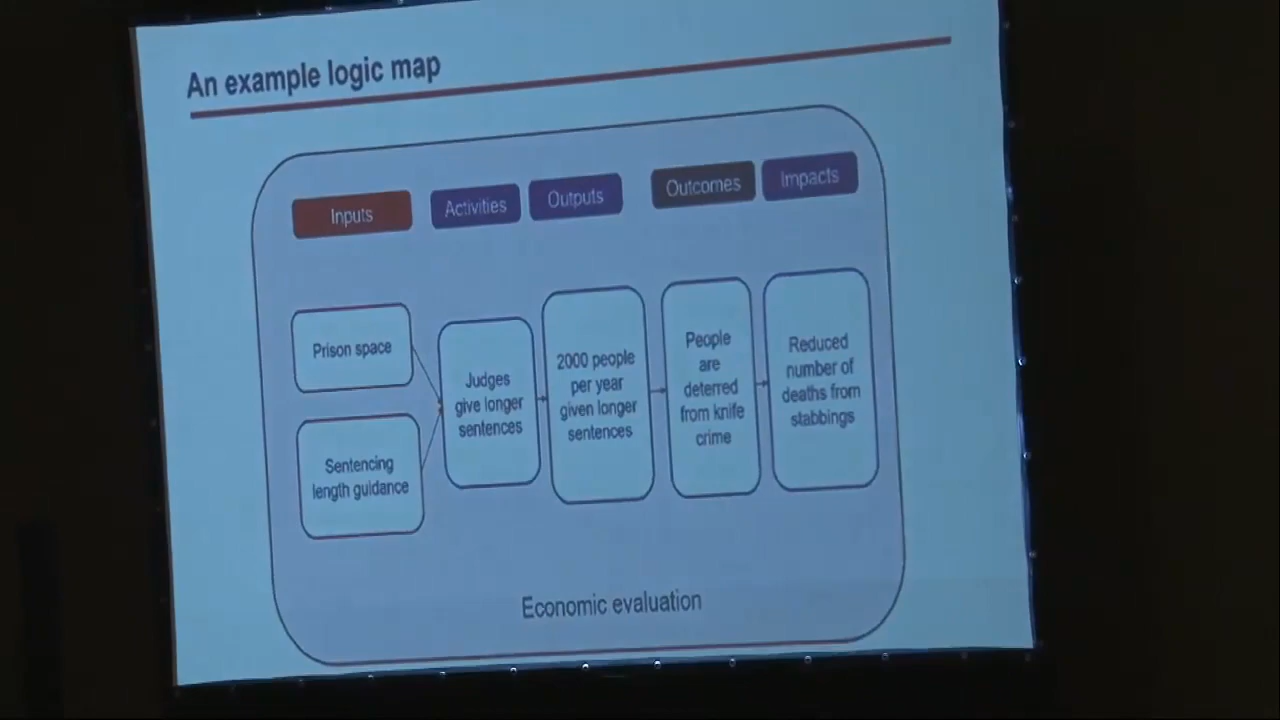 An example logic map
Inputs
Activities
Outputs
Outcomes
Impacts
Prison space
Sentencing
length guidance
Judges
give longer
sentences
2000 people
per year
given longer
sentences
People
are
deterred
from knife
crime
Reduced
number of
deaths from
stabbings
Economic evaluation